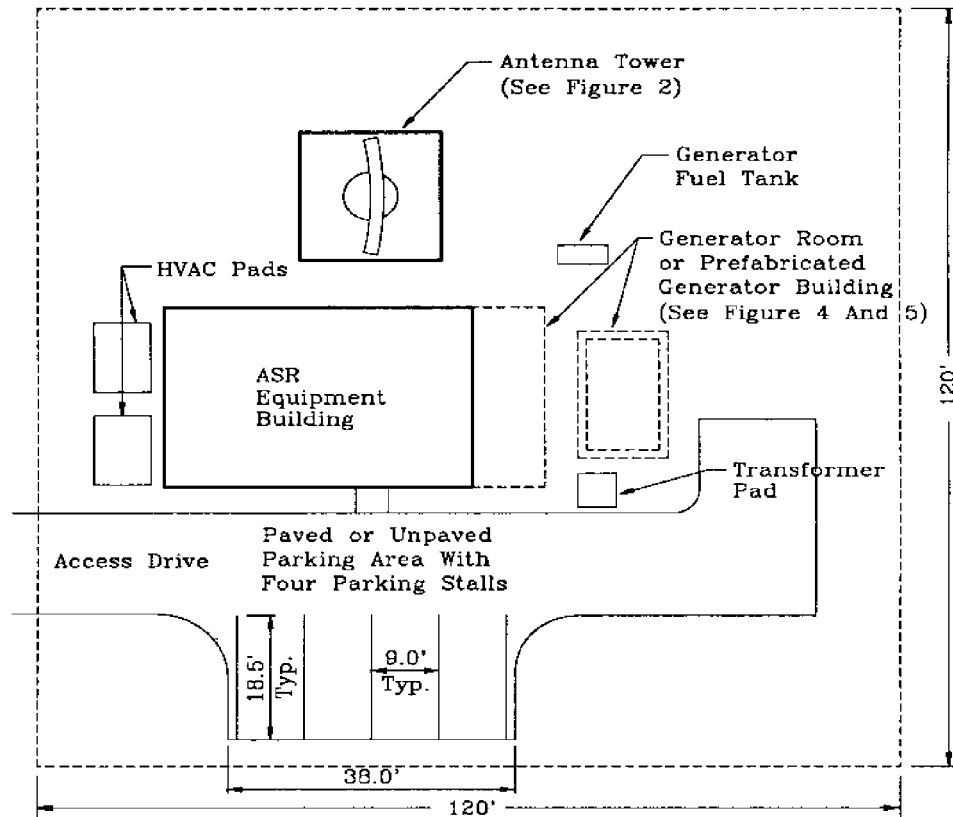 Antenna Tower
(See Figure 2)
Generator
Fuel Tank
Generator Room
or Prefabricated
Generator Building
(See Figure 4 And 5)
HVAC Pads
ASR
Equipment
Building
120'
Transformer
Pad
Access Drive
Paved or Unpaved
Parking Area With
Four Parking Stalls
18.5'
Typ.
9.0'
Typ.
38.0'
120'